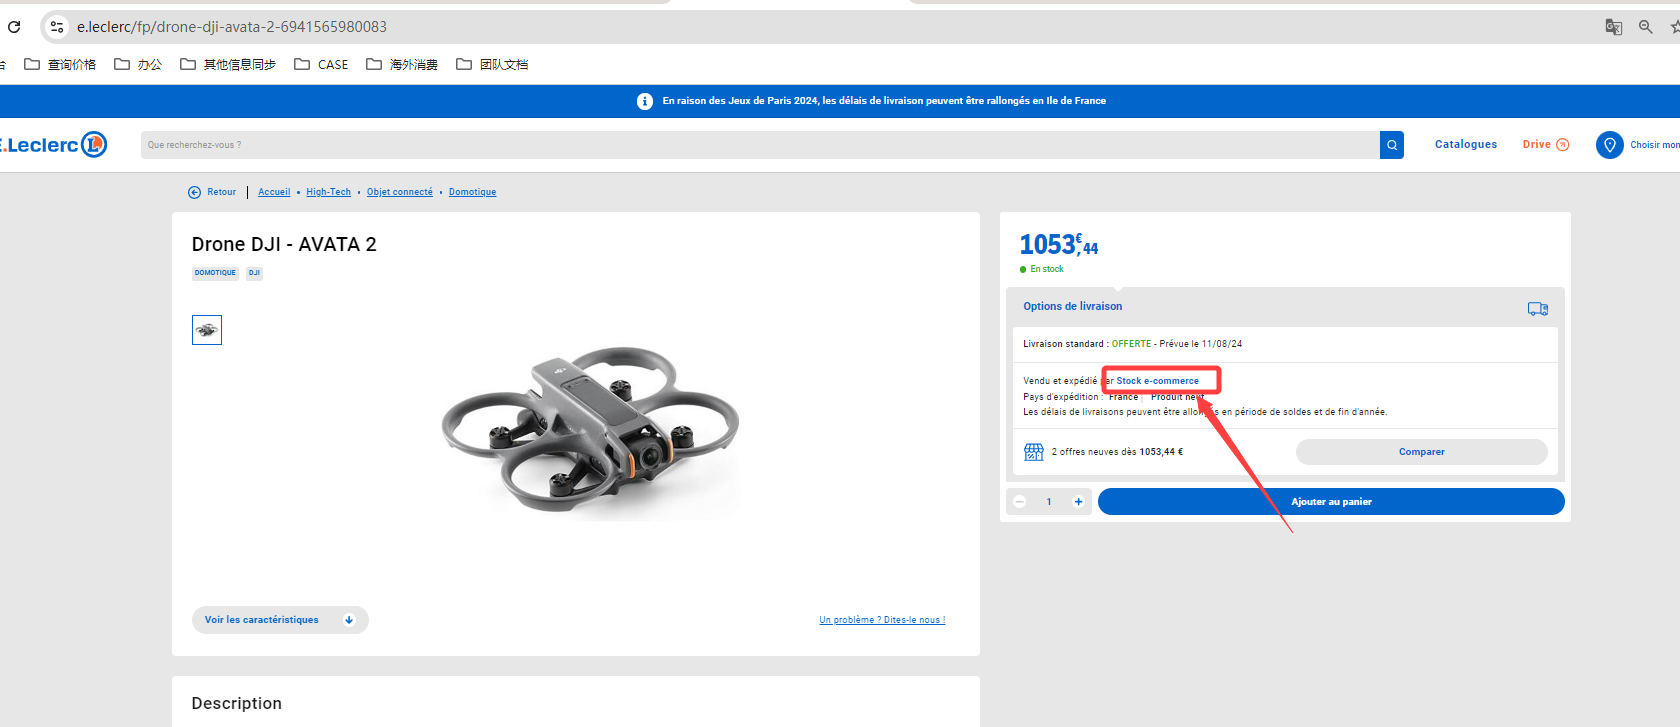 e.leclerc/fp/drone-dji-avata-2-6941565980083
台 查询价格 办公 其他信息同步 CASE 海外消费 团队文档
En raison des Jeux de Paris 2024, les délais de livraison peuvent être rallongés en Ile de France
E.Leclerc L
Que recherchez-vous ?
Catalogues
Drive
Choisir mon
Retour
Accueil • High-Tech • Objet connecté • Domotique
Drone DJI - AVATA 2
DOMOTIQUE DJI
Voir les caractéristiques
Un problème ? Dites-le nous !
Description
1053€,44
En stock
Options de livraison
Livraison standard : OFFERTE - Prévue le 11/08/24
Vendu et expédié par Stock e-commerce
Pays d'expédition : France Produit neuf
Les délais de livraisons peuvent être allongés en période de soldes et de fin d'année.
2 offres neuves dès 1053,44 €
Comparer
1
Ajouter au panier